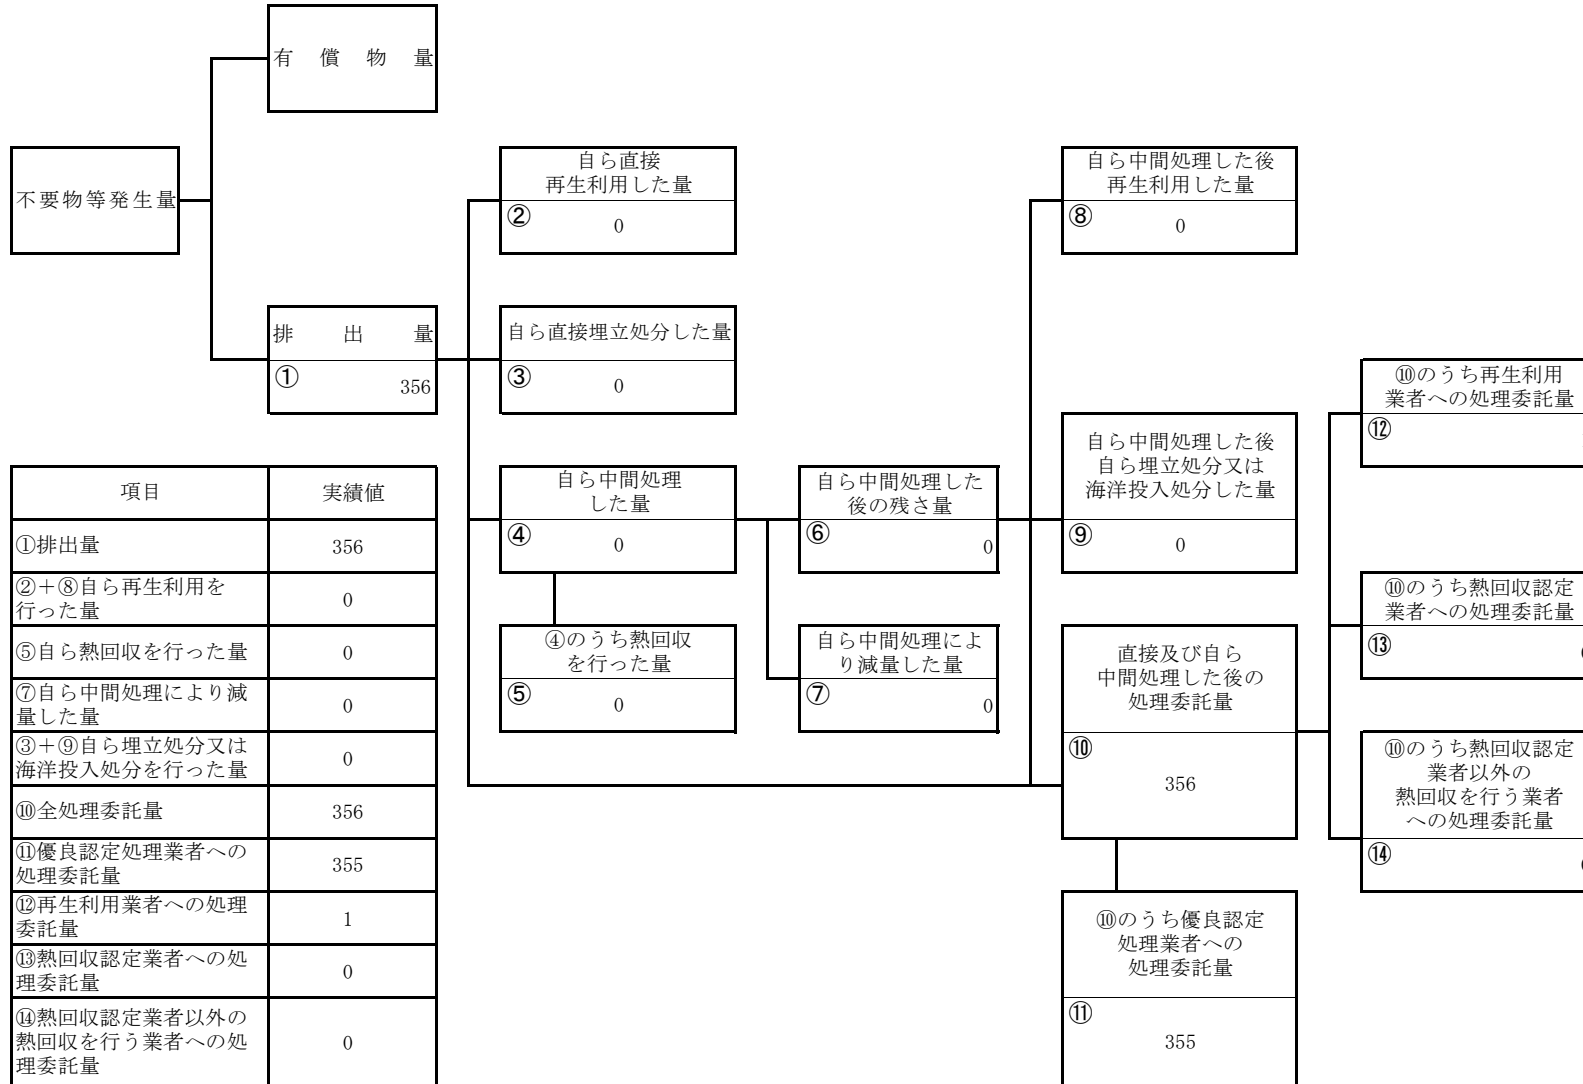 有償物量
不要物等発生量
排出量
①
356
自ら直接
再生利用した量
②
0
自ら直接埋立処分した量
③
0
自ら中間処理
した量
④
0
④のうち熱回収
を行った量
⑤
0
自ら中間処理した
後の残さ量
⑥
0
自ら中間処理によ
り減量した量
⑦
0
自ら中間処理した後
再生利用した量
⑧
0
自ら中間処理した後
自ら埋立処分又は
海洋投入処分した量
⑨
0
直接及び自ら
中間処理した後の
処理委託量
⑩
356
⑩のうち優良認定
処理業者への
処理委託量
⑪
355
⑩のうち再生利用
業者への処理委託量
⑫
⑩のうち熱回収認定
業者への処理委託量
⑬
⑩のうち熱回収認定
業者以外の
熱回収を行う業者
への処理委託量
⑭
項目 実績値
①排出量 356
②＋⑧自ら再生利用を
行った量 0
⑤自ら熱回収を行った量 0
⑦自ら中間処理により減
量した量 0
③＋⑨自ら埋立処分又は
海洋投入処分を行った量 0
⑩全処理委託量 356
⑪優良認定処理業者への
処理委託量 355
⑫再生利用業者への処理
委託量 1
⑬熱回収認定業者への処
理委託量 0
⑭熱回収認定業者以外の
熱回収を行う業者への処
理委託量 0